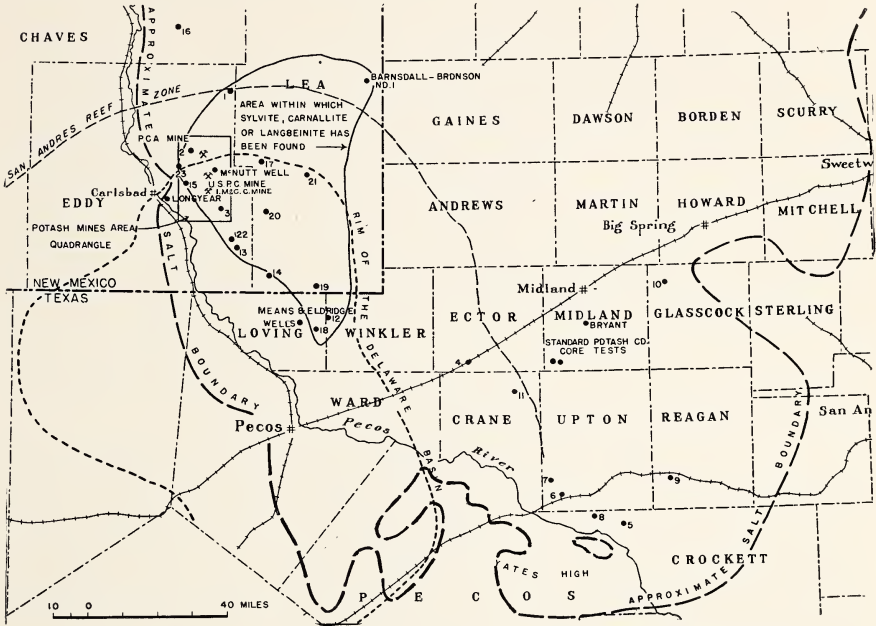 CHAVES
16
APPROXIMATE
SAN ANDRES REEF ZONE
LEA
1
BARNSDALL-BRONSON
NO.1
AREA WITHIN WHICH
SYLVITE, CARNALLITE
OR LANGBEINITE HAS
BEEN FOUND
GAINES
DAWSON
BORDEN
SCURRY
PCA MINE
2
23
15
MCNUTT WELL
U.S.P.C. MINE
I.M.&C.C. MINE
17
21
Carlsbad
LONGYEAR
EDDY
3
20
POTASH MINES AREA
QUADRANGLE
SALT
122
13
14
RIM OF THE
ANDREWS
MARTIN
HOWARD
Sweetw
MITCHELL
Big Spring
NEW MEXICO
TEXAS
19
MEANS & ELDRIDGE
WELLS
12
18
LOVING
WINKLER
DELAWARE
BASIN
ECTOR
Midland
MIDLAND
BRYANT
STANDARD POTASH CO.
CORE TESTS
10
GLASSCOCK
STERLING
4
BOUNDARY
WARD
CRANE
11
UPTON
REAGAN
San An
Pecos
Pecos
River
7
6
9
8
5
YATES HIGH
CROCKETT
PECOS
APPROXIMATE SALT BOUNDARY
10 0 40 MILES